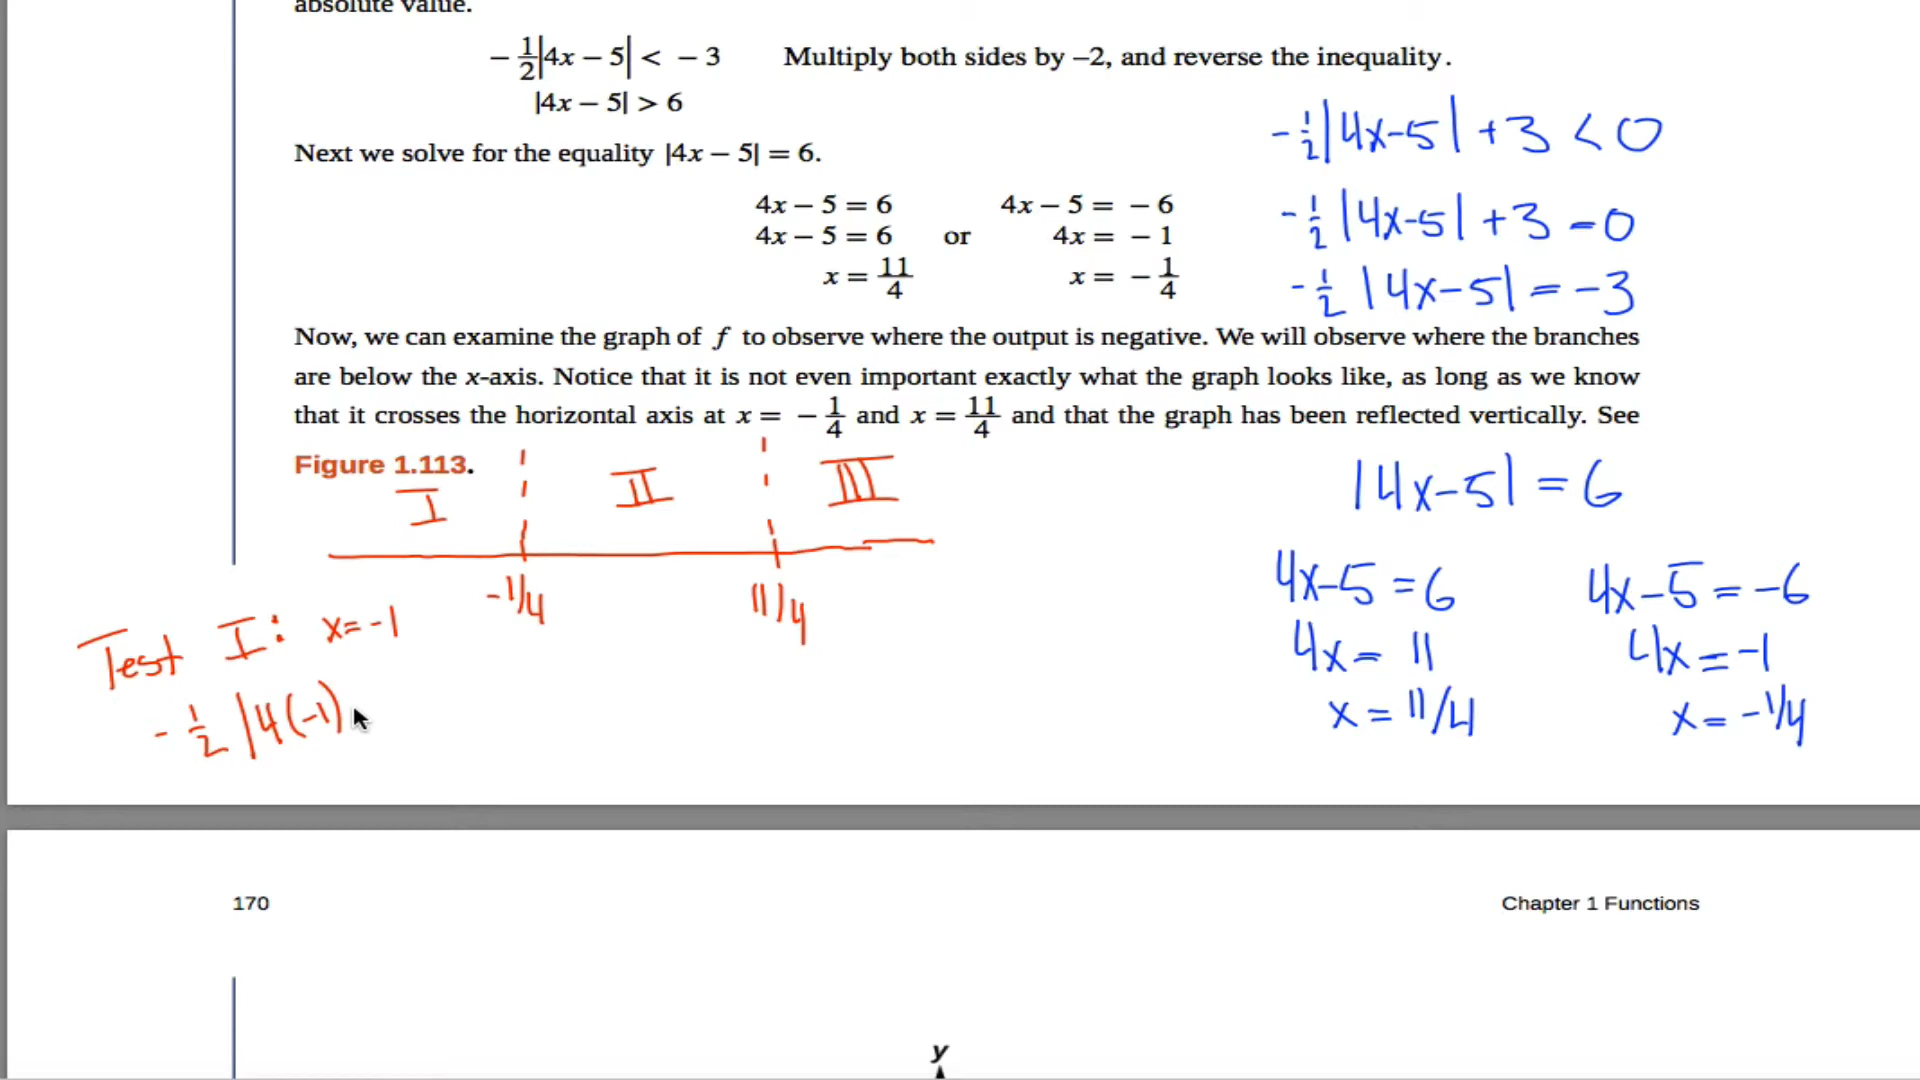 absolute value.
− 1/2|4x − 5| < − 3 Multiply both sides by –2, and reverse the inequality.
|4x − 5| > 6
Next we solve for the equality |4x − 5| = 6.
4x − 5 = 6 4x − 5 = − 6
4x − 5 = 6 or 4x = − 1
x = 11/4 x = − 1/4
Now, we can examine the graph of f to observe where the output is negative. We will observe where the branches
are below the x-axis. Notice that it is not even important exactly what the graph looks like, as long as we know
that it crosses the horizontal axis at x = − 1/4 and x = 11/4 and that the graph has been reflected vertically. See
Figure 1.113.
-1/2|4x-5| +3 < 0
-1/2 |4x-5| +3 = 0
-1/2 |4x-5| = -3
|4x-5| = 6
4x-5 = 6 4x-5 = -6
4x = 11 4x = -1
x = 11/4 x = -1/4
I II III
-1/4 11/4
Test I: x=-1
-1/2 |4(-1)
170 Chapter 1 Functions
y